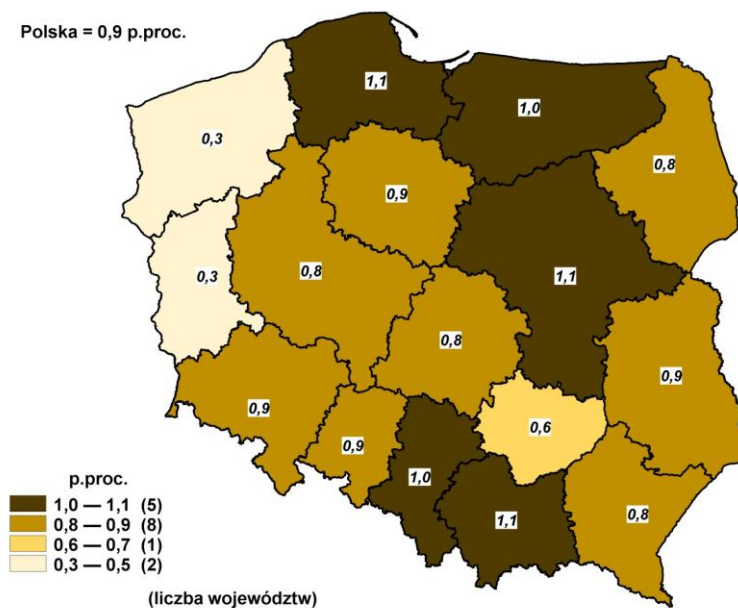 Polska = 0,9 p.proc.
1,1
1,0
0,3
0,8
0,9
0,3
0,8
1,1
0,8
0,9
0,9
0,9
0,6
1,0
1,1
0,8
p.proc.
1,0 — 1,1 (5)
0,8 — 0,9 (8)
0,6 — 0,7 (1)
0,3 — 0,5 (2)
(liczba województw)